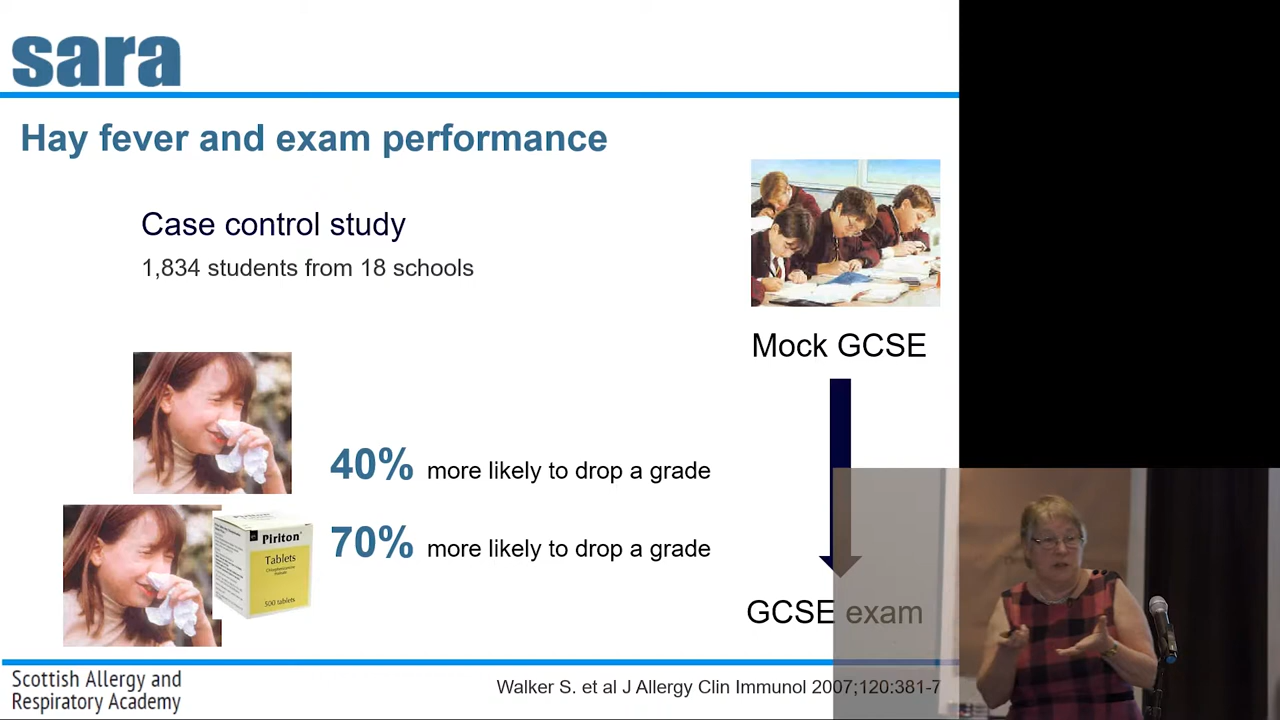 sara
Hay fever and exam performance
Case control study
1,834 students from 18 schools
Mock GCSE
40% more likely to drop a grade
Piriton
Tablets
500 tablets
70% more likely to drop a grade
GCSE exam
Scottish Allergy and
Respiratory Academy
Walker S. et al J Allergy Clin Immunol 2007;120:381-7